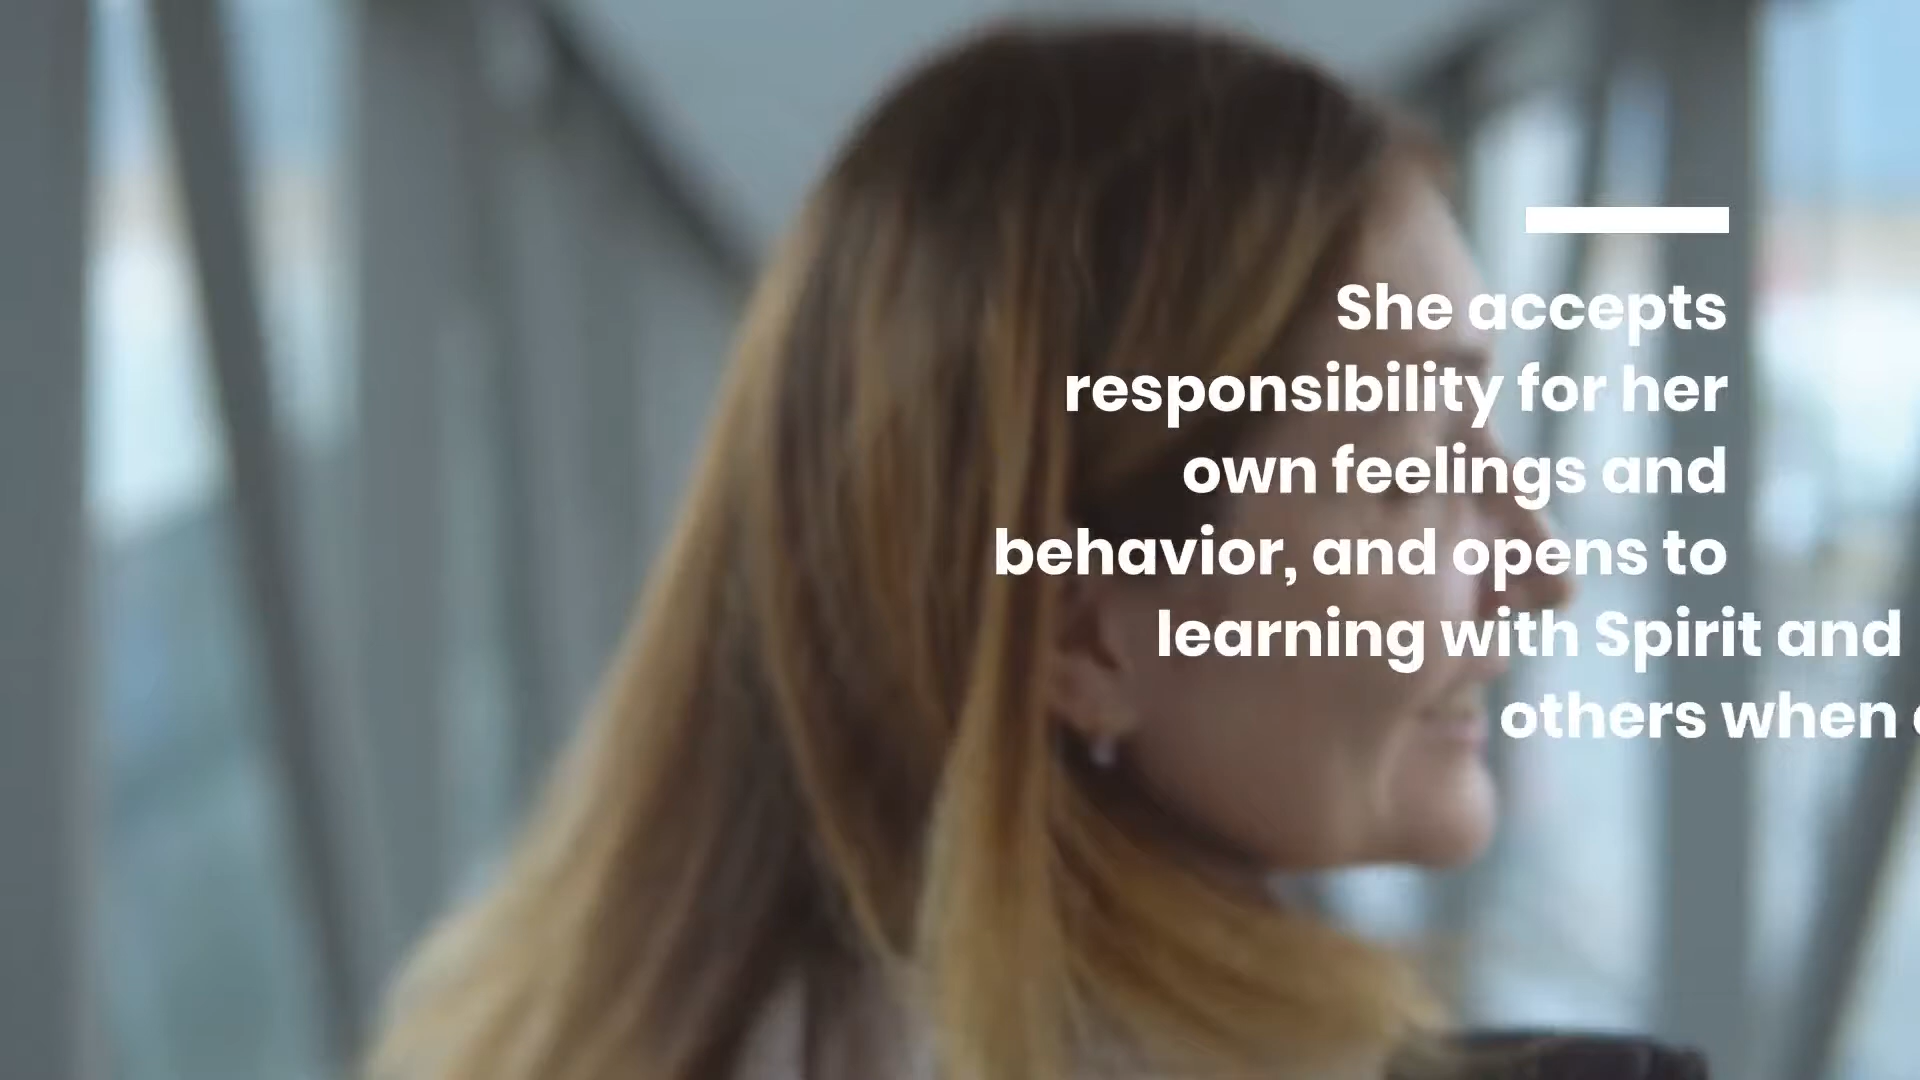 She accepts
responsibility for her
own feelings and
behavior, and opens to
learning with Spirit and
others when